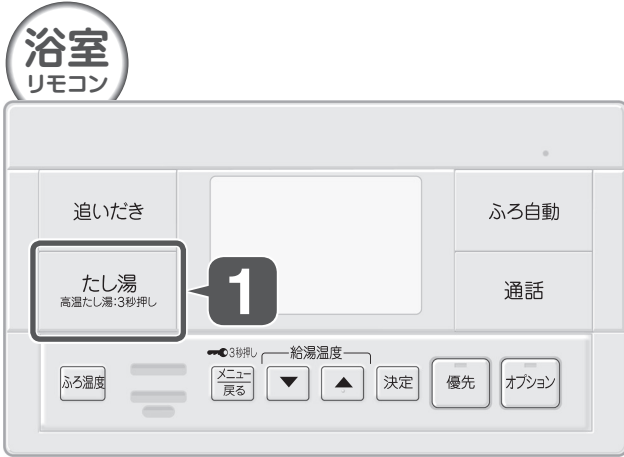 浴室
リモコン
追いだき
ふろ自動
たし湯
高温たし湯:3秒押し
1
通話
3秒押し
給湯温度
ふろ温度
メニュー
戻る
▼
▲
決定
優先
オプション